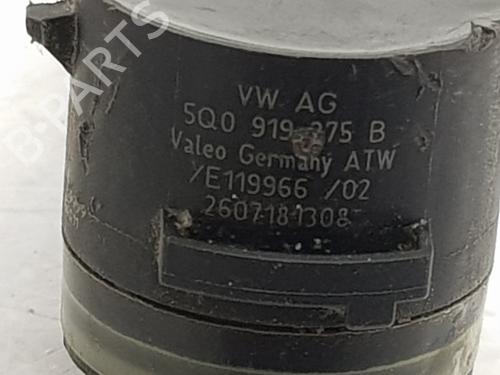 B-PARTS
VW AG
5Q0 919 275 B
Valeo Germany ATW
/E119966 /02
2607181308